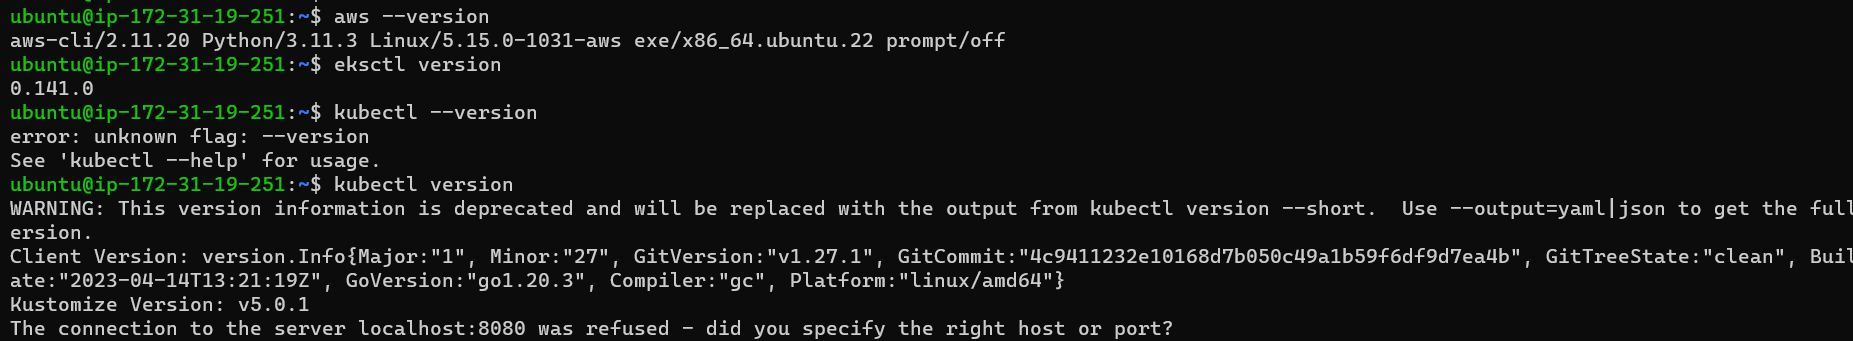 ubuntu@ip-172-31-19-251:~$ aws --version
aws-cli/2.11.20 Python/3.11.3 Linux/5.15.0-1031-aws exe/x86_64.ubuntu.22 prompt/off
ubuntu@ip-172-31-19-251:~$ eksctl version
0.141.0
ubuntu@ip-172-31-19-251:~$ kubectl --version
error: unknown flag: --version
See 'kubectl --help' for usage.
ubuntu@ip-172-31-19-251:~$ kubectl version
WARNING: This version information is deprecated and will be replaced with the output from kubectl version --short.  Use --output=yaml|json to get the full
ersion.
Client Version: version.Info{Major:"1", Minor:"27", GitVersion:"v1.27.1", GitCommit:"4c9411232e10168d7b050c49a1b59f6df9d7ea4b", GitTreeState:"clean", Buil
ate:"2023-04-14T13:21:19Z", GoVersion:"go1.20.3", Compiler:"gc", Platform:"linux/amd64"}
Kustomize Version: v5.0.1
The connection to the server localhost:8080 was refused - did you specify the right host or port?